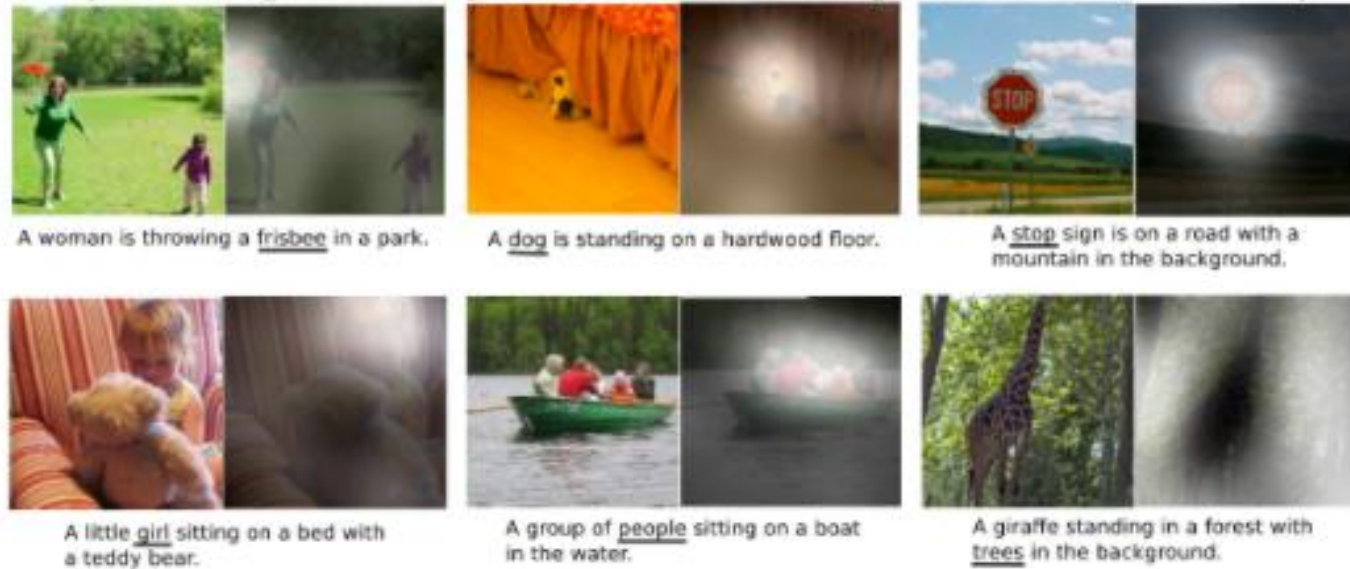 STOP
A woman is throwing a frisbee in a park.
A dog is standing on a hardwood floor.
A stop sign is on a road with a
mountain in the background.
A little girl sitting on a bed with
a teddy bear.
A group of people sitting on a boat
in the water.
A giraffe standing in a forest with
trees in the background.